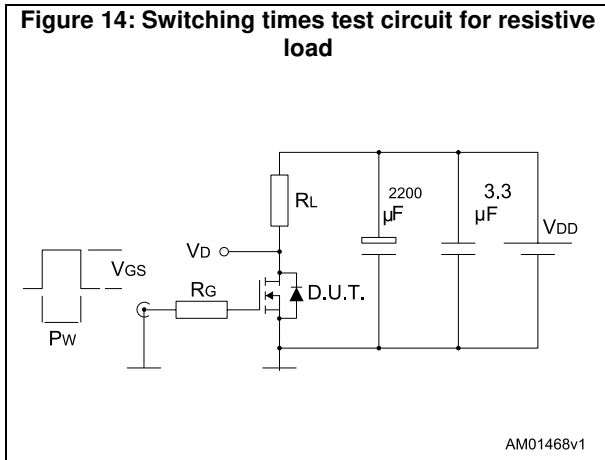 Figure 14: Switching times test circuit for resistive
load
RL
2200
µF
3.3
µF
VDD
VD
VGS
RG
D.U.T.
PW
AM01468v1